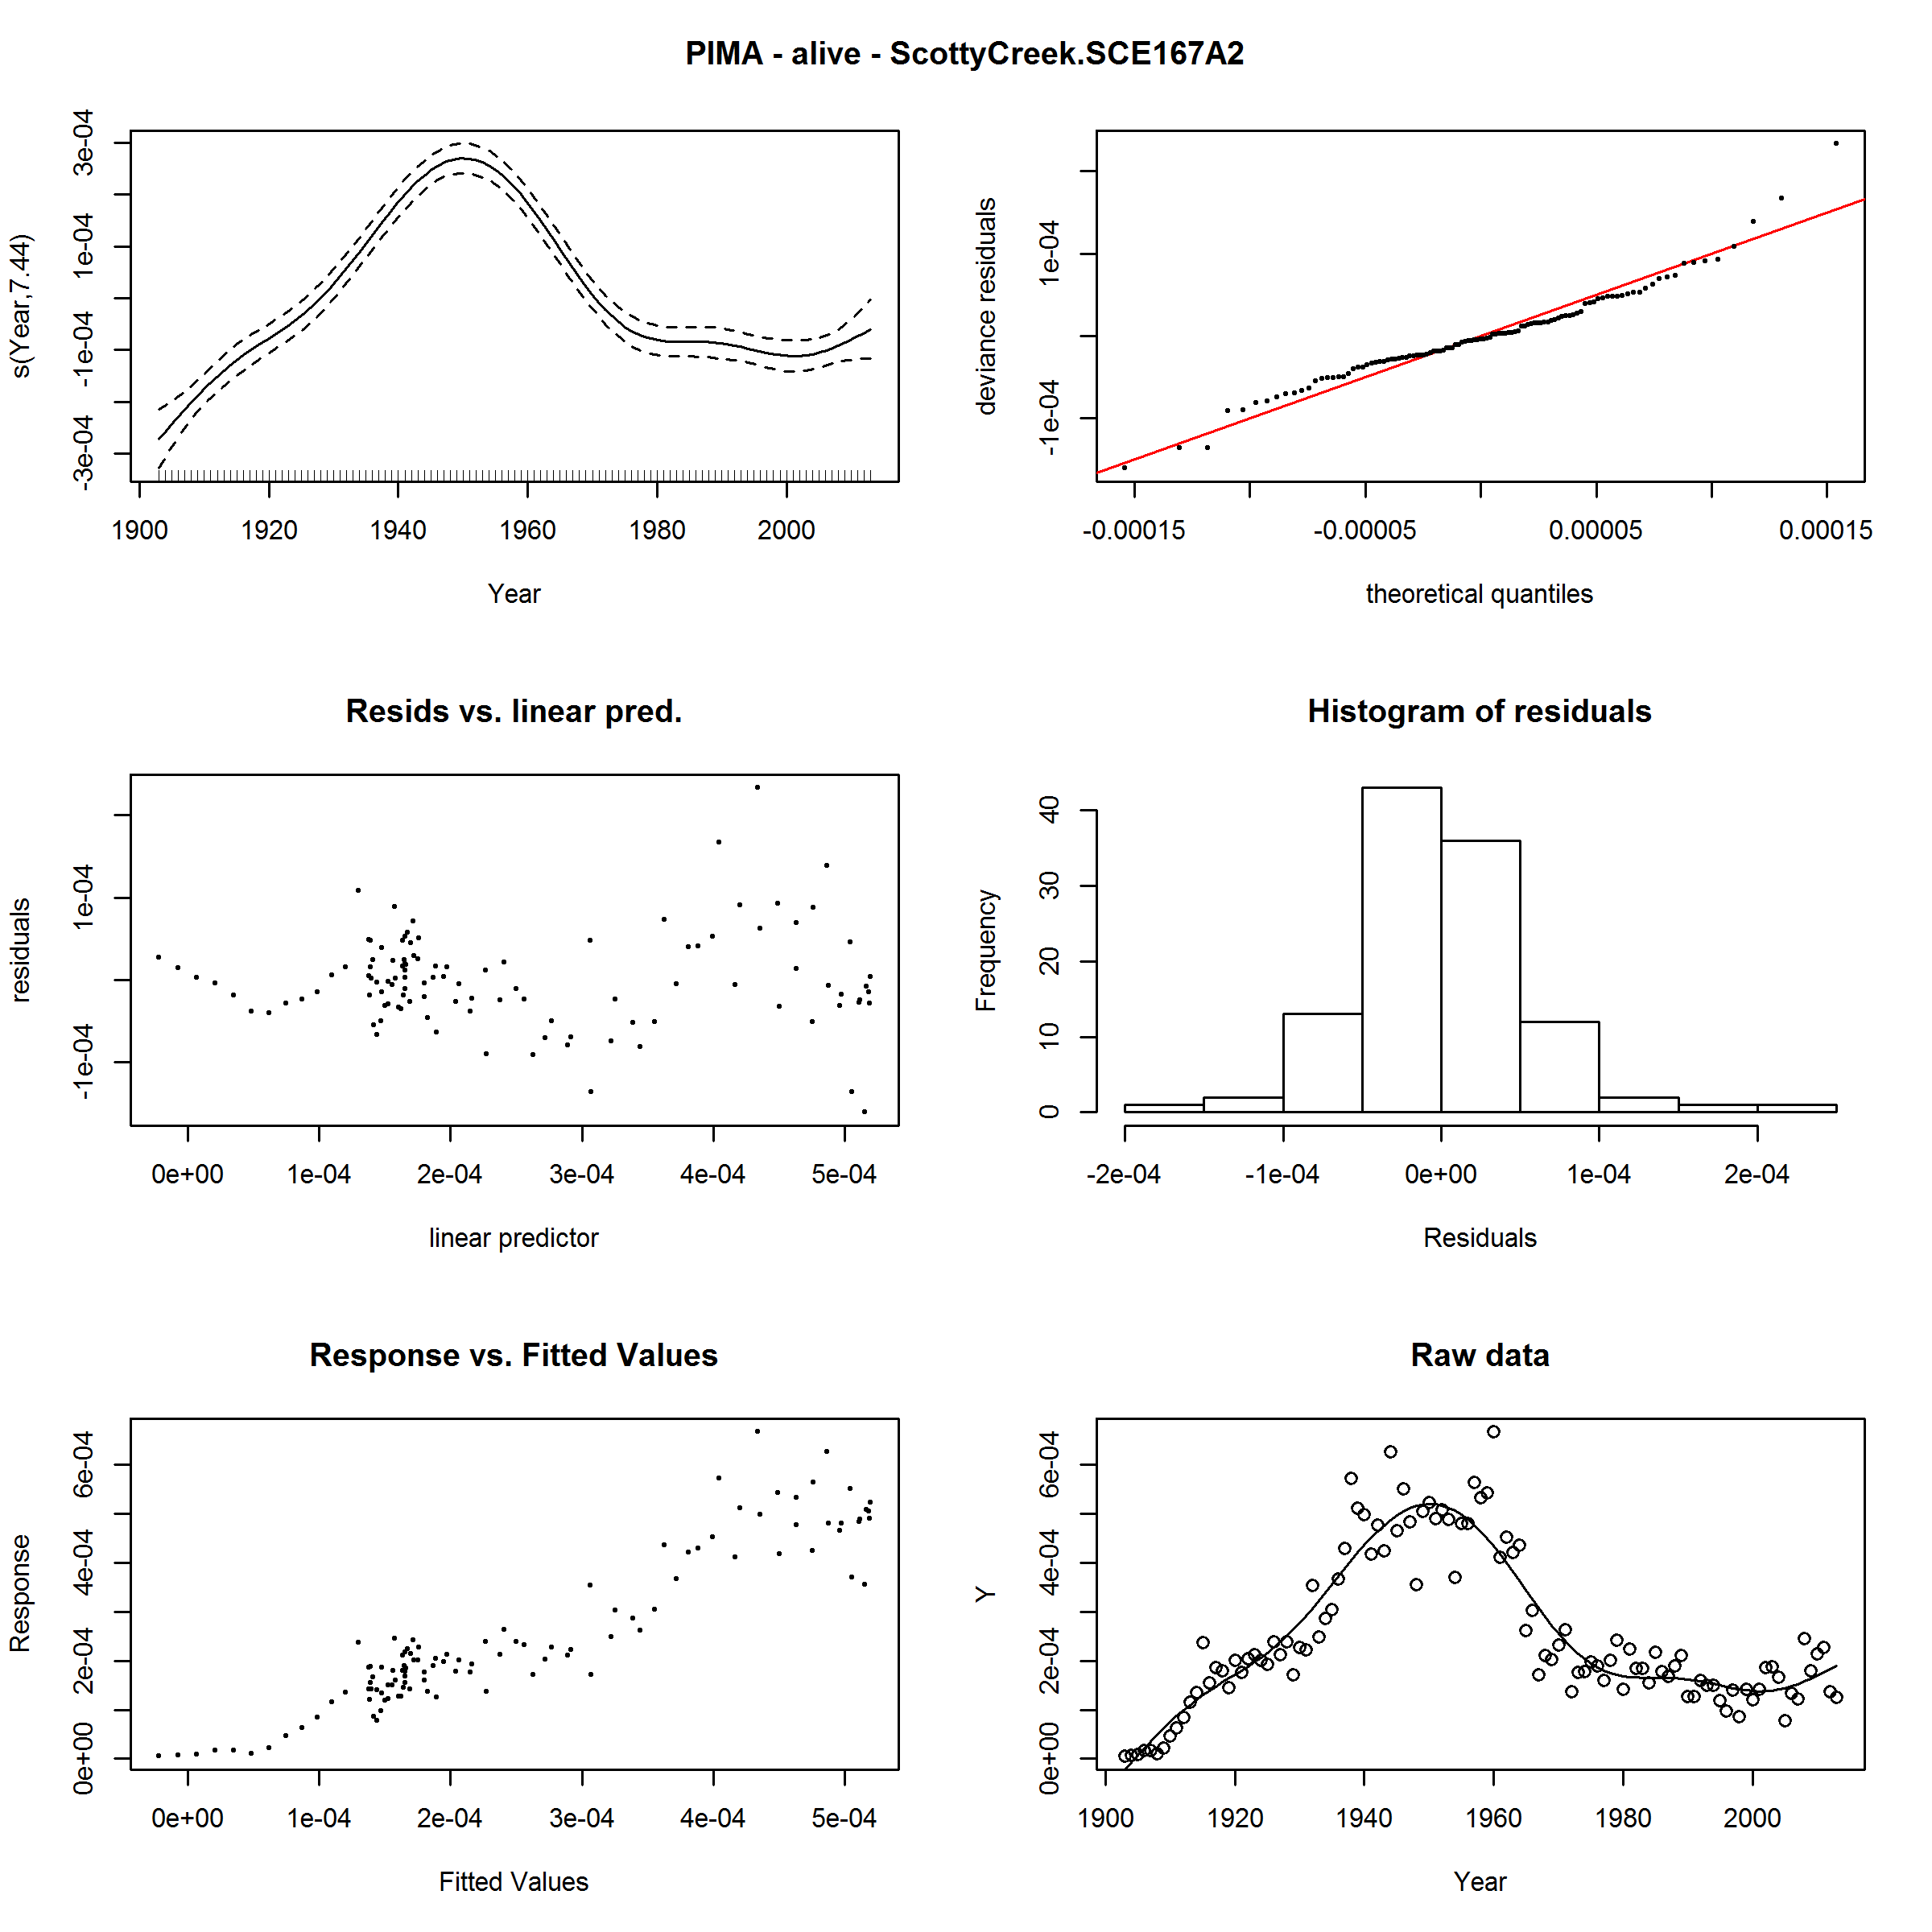 PIMA - alive - ScottyCreek.SCE167A2
s(Year,7.44)
-3e-04 -1e-04 1e-04 3e-04
1900 1920 1940 1960 1980 2000
Year
deviance residuals
-1e-04 1e-04
-0.00015 -0.00005 0.00005 0.00015
theoretical quantiles
Resids vs. linear pred.
residuals
-1e-04 1e-04
0e+00 1e-04 2e-04 3e-04 4e-04 5e-04
linear predictor
Histogram of residuals
Frequency
0 10 20 30 40
-2e-04 -1e-04 0e+00 1e-04 2e-04
Residuals
Response vs. Fitted Values
Response
0e+00 2e-04 4e-04 6e-04
0e+00 1e-04 2e-04 3e-04 4e-04 5e-04
Fitted Values
Raw data
Y
0e+00 2e-04 4e-04 6e-04
1900 1920 1940 1960 1980 2000
Year